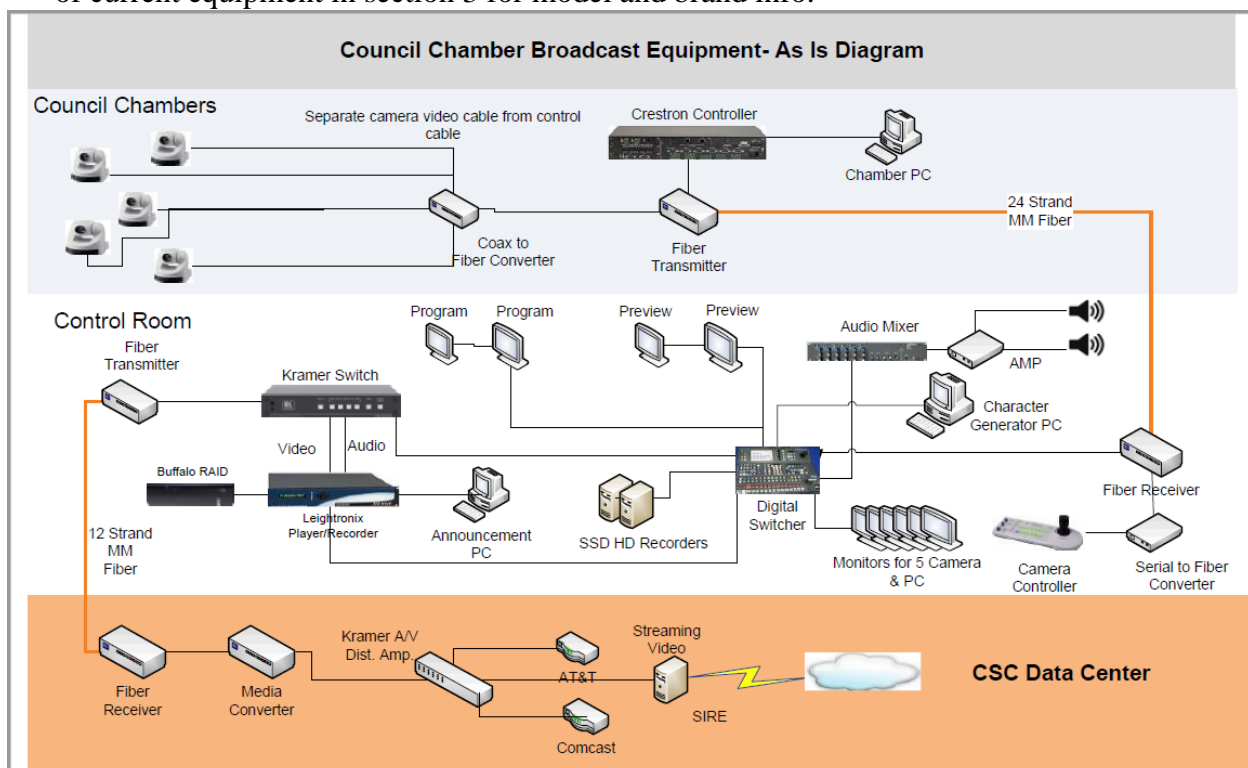 of current equipment in section 3 for model and brand info.
Council Chamber Broadcast Equipment- As Is Diagram
Council Chambers
Separate camera video cable from control
cable
Crestron Controller
Chamber PC
24 Strand
MM Fiber
Coax to
Fiber Converter
Fiber
Transmitter
Control Room
Program
Program
Preview
Preview
Audio Mixer
AMP
Fiber
Transmitter
Kramer Switch
Character
Generator PC
Video
Audio
Buffalo RAID
Leightronix
Player/Recorder
Announcement
PC
SSD HD Recorders
Digital
Switcher
Fiber Receiver
12 Strand
MM
Fiber
Monitors for 5 Camera
& PC
Camera
Controller
Serial to Fiber
Converter
Kramer A/V
Dist. Amp.
Streaming
Video
AT&T
CSC Data Center
Fiber
Receiver
Media
Converter
SIRE
Comcast